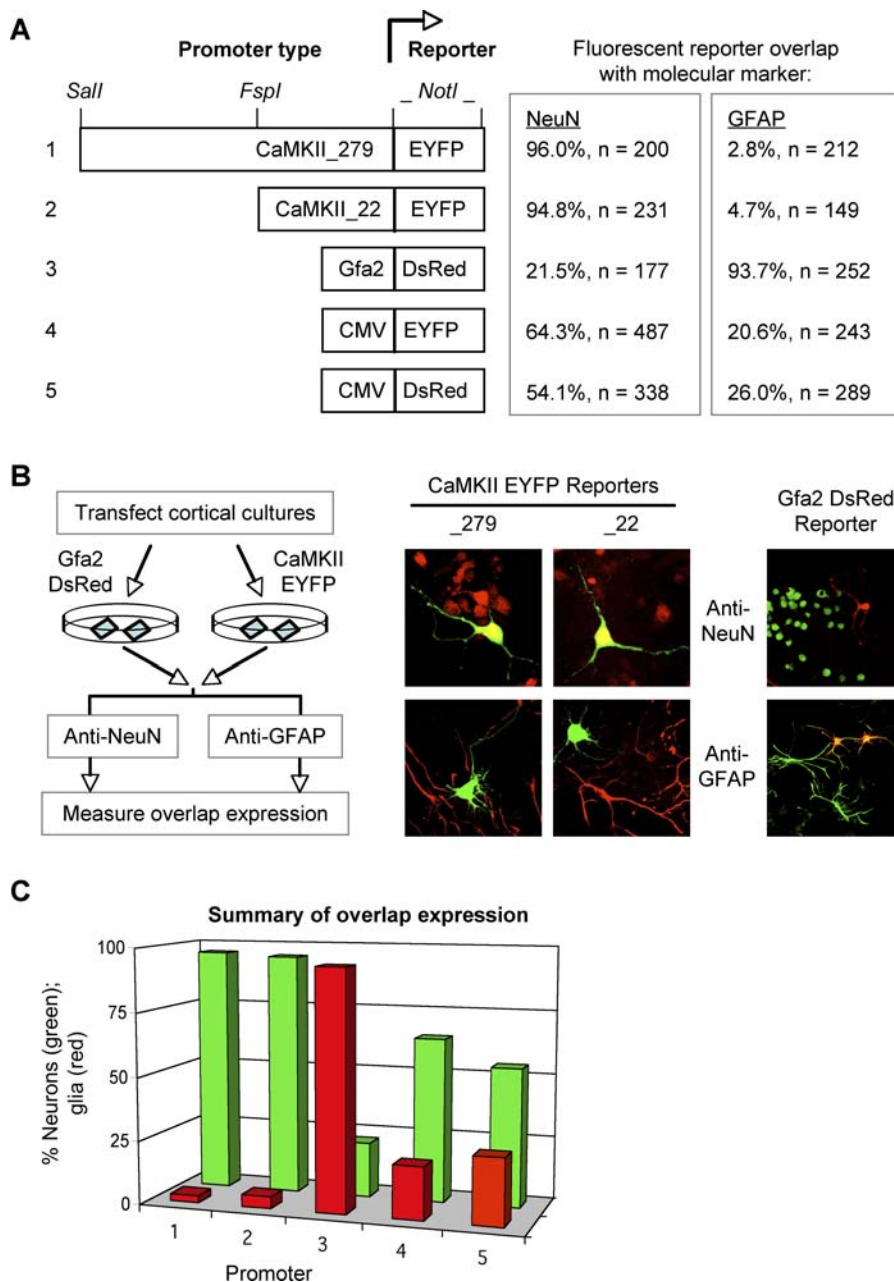 A
Promoter type
Reporter
Fluorescent reporter overlap
with molecular marker:
SalI
FspI
_ NotI _
NeuN
GFAP
1
CaMKII_279
EYFP
96.0%, n = 200
2.8%, n = 212
2
CaMKII_22
EYFP
94.8%, n = 231
4.7%, n = 149
3
Gfa2
DsRed
21.5%, n = 177
93.7%, n = 252
4
CMV
EYFP
64.3%, n = 487
20.6%, n = 243
5
CMV
DsRed
54.1%, n = 338
26.0%, n = 289
B
Transfect cortical cultures
Gfa2
DsRed
CaMKII
EYFP
Anti-NeuN
Anti-GFAP
Measure overlap expression
CaMKII EYFP Reporters
_279
_22
Gfa2 DsRed
Reporter
Anti-
NeuN
Anti-
GFAP
C
Summary of overlap expression
% Neurons (green);
glia (red)
100
75
50
25
0
1
2
3
4
5
Promoter